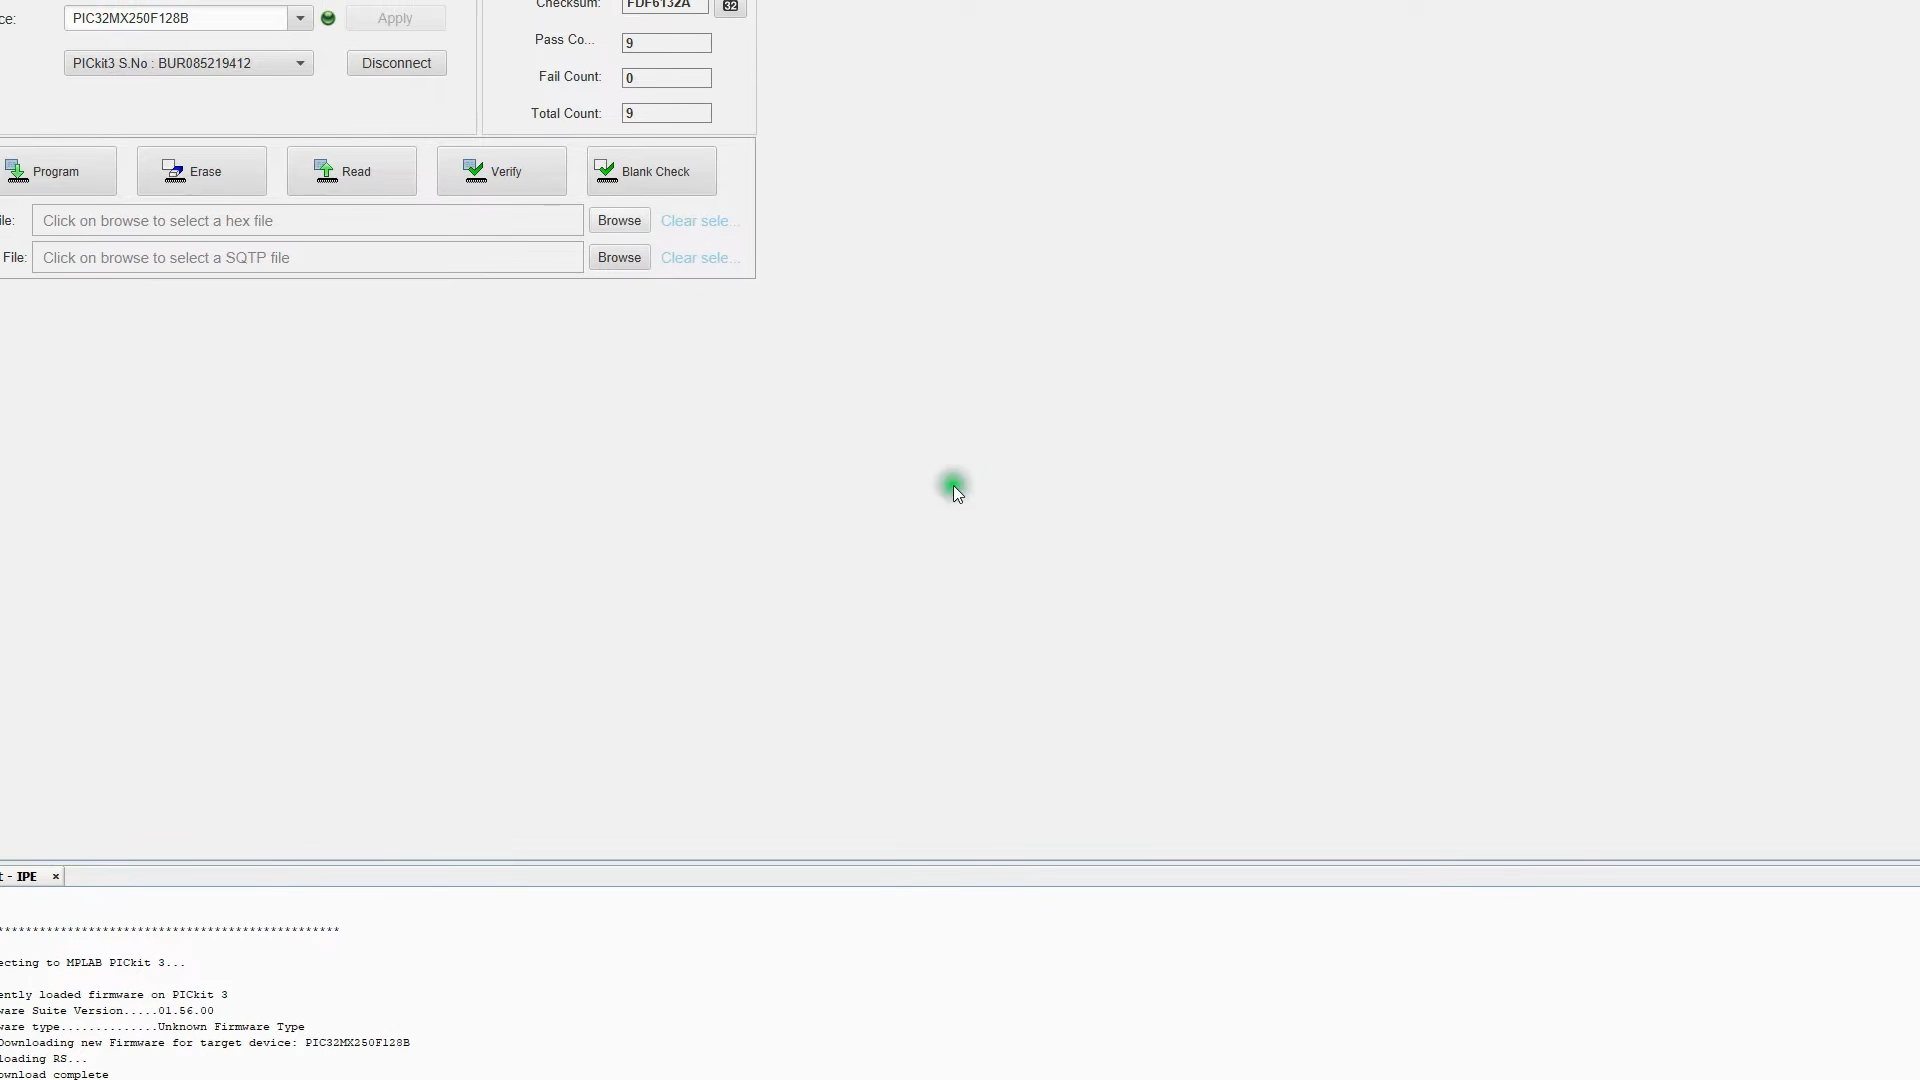 ce: PIC32MX250F128B Apply
PICkit3 S.No : BUR085219412 Disconnect
Checksum: FDF6132A 32
Pass Co... 9
Fail Count: 0
Total Count: 9
Program Erase Read Verify Blank Check
ile: Click on browse to select a hex file Browse Clear sele...
File: Click on browse to select a SQTP file Browse Clear sele...
t - IPE ×
*************************************************
ecting to MPLAB PICkit 3...
ently loaded firmware on PICkit 3
ware Suite Version.....01.56.00
ware type..............Unknown Firmware Type
Downloading new Firmware for target device: PIC32MX250F128B
loading RS...
ownload complete